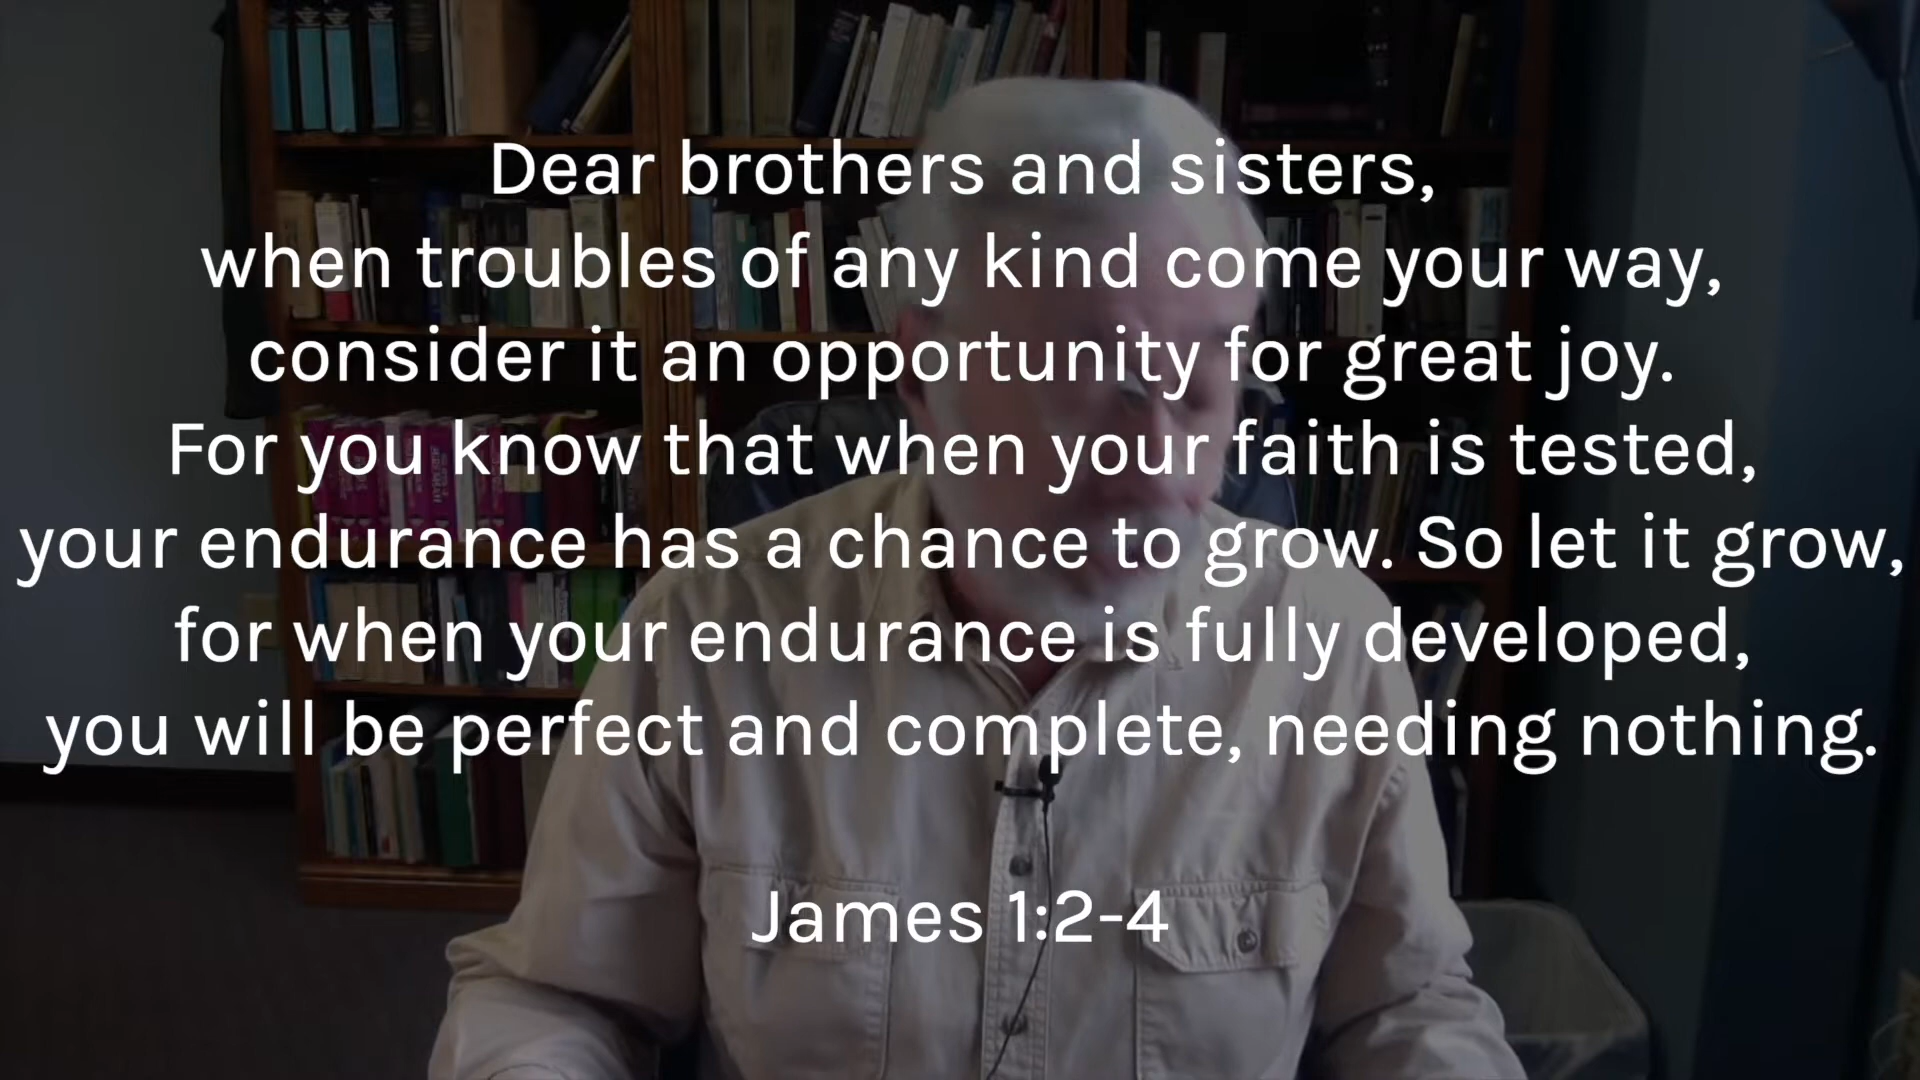 Dear brothers and sisters,
when troubles of any kind come your way,
consider it an opportunity for great joy.
For you know that when your faith is tested,
your endurance has a chance to grow. So let it grow,
for when your endurance is fully developed,
you will be perfect and complete, needing nothing.
James 1:2-4